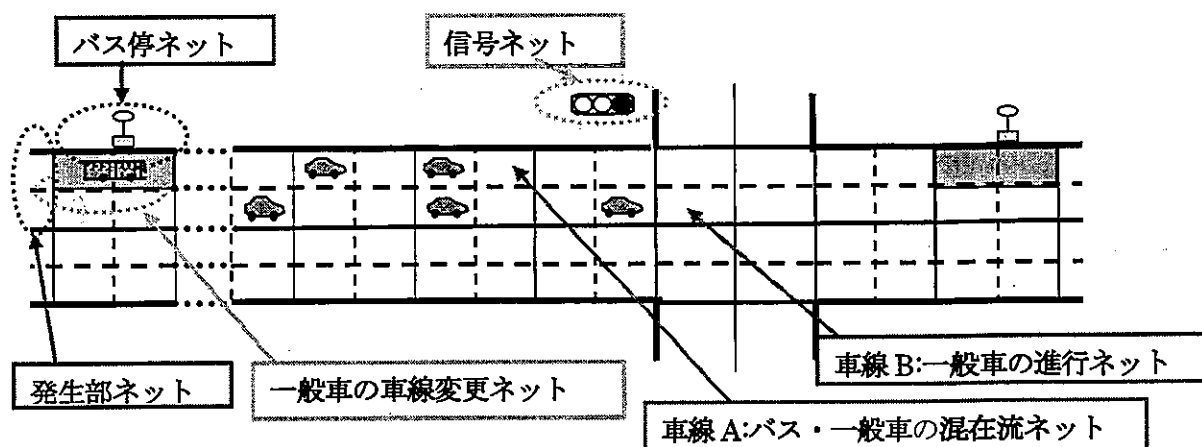 バス停ネット
信号ネット
発生部ネット
一般車の車線変更ネット
車線B:一般車の進行ネット
車線A:バス・一般車の混在流ネット